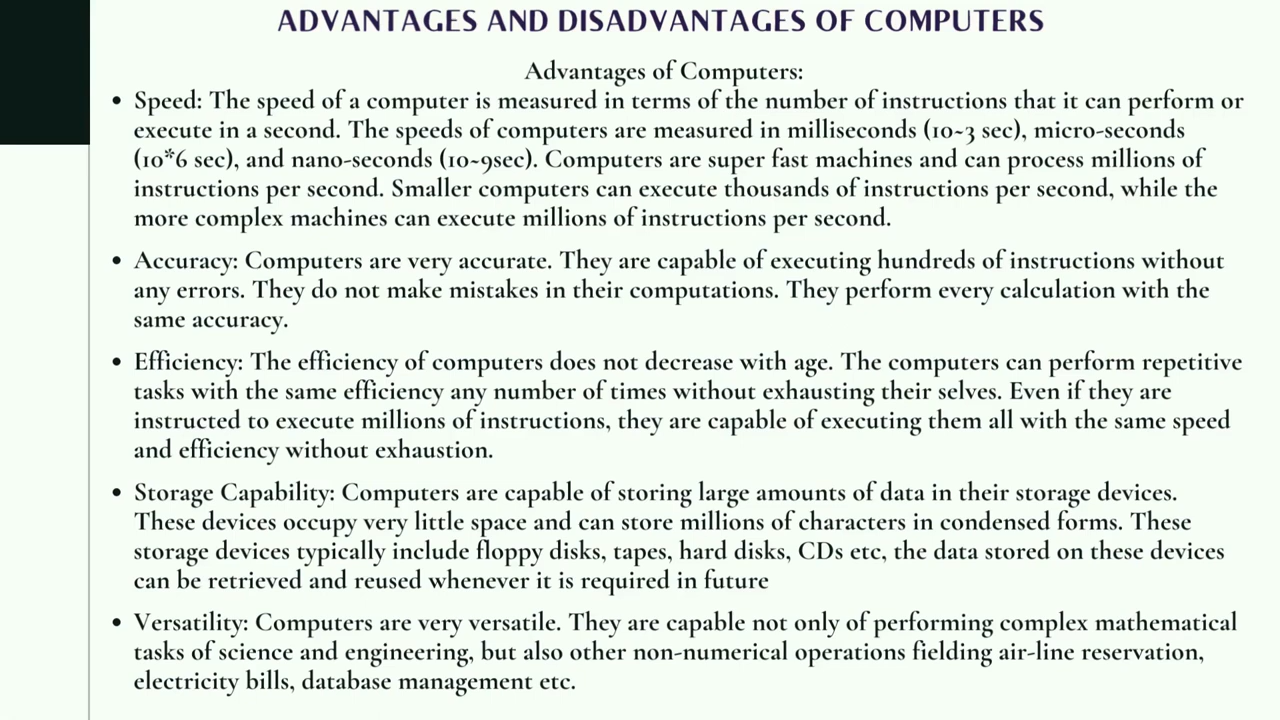 ADVANTAGES AND DISADVANTAGES OF COMPUTERS
Advantages of Computers:
• Speed: The speed of a computer is measured in terms of the number of instructions that it can perform or
execute in a second. The speeds of computers are measured in milliseconds (10~3 sec), micro-seconds
(10*6 sec), and nano-seconds (10~9sec). Computers are super fast machines and can process millions of
instructions per second. Smaller computers can execute thousands of instructions per second, while the
more complex machines can execute millions of instructions per second.
• Accuracy: Computers are very accurate. They are capable of executing hundreds of instructions without
any errors. They do not make mistakes in their computations. They perform every calculation with the
same accuracy.
• Efficiency: The efficiency of computers does not decrease with age. The computers can perform repetitive
tasks with the same efficiency any number of times without exhausting their selves. Even if they are
instructed to execute millions of instructions, they are capable of executing them all with the same speed
and efficiency without exhaustion.
• Storage Capability: Computers are capable of storing large amounts of data in their storage devices.
These devices occupy very little space and can store millions of characters in condensed forms. These
storage devices typically include floppy disks, tapes, hard disks, CDs etc, the data stored on these devices
can be retrieved and reused whenever it is required in future
• Versatility: Computers are very versatile. They are capable not only of performing complex mathematical
tasks of science and engineering, but also other non-numerical operations fielding air-line reservation,
electricity bills, database management etc.